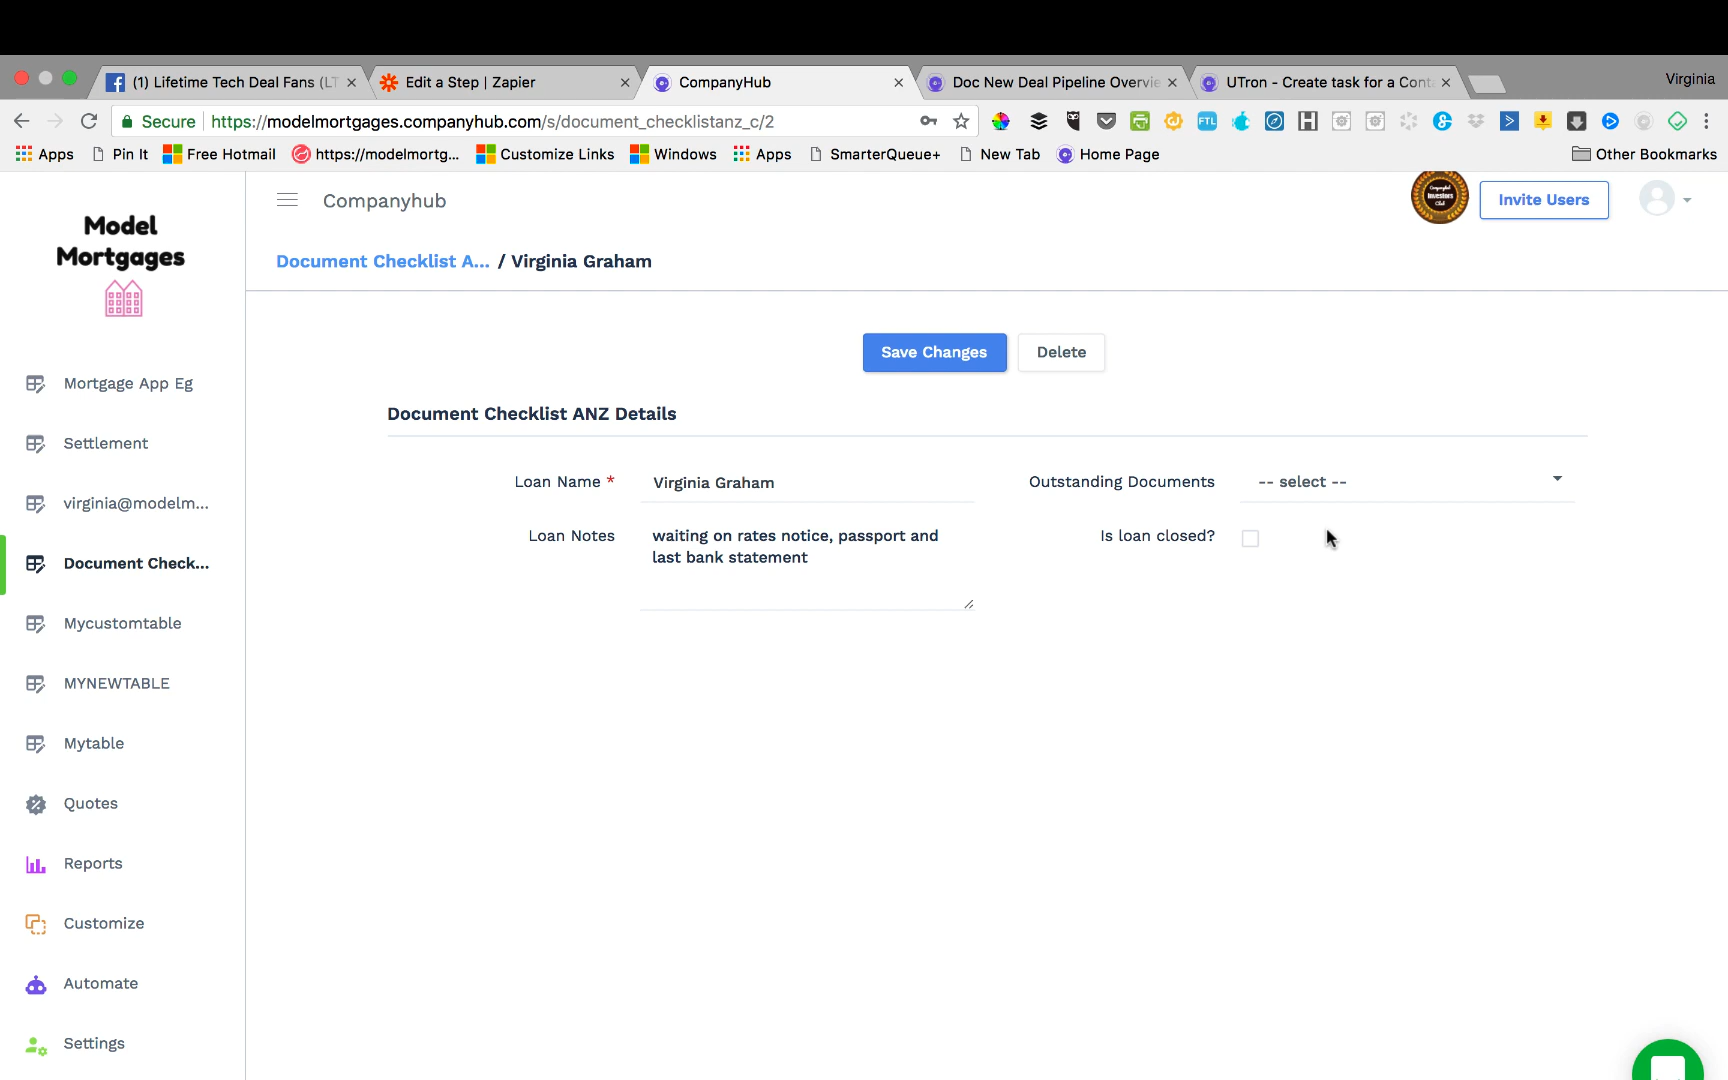 (1) Lifetime Tech Deal Fans (LT
Edit a Step | Zapier
CompanyHub
Doc New Deal Pipeline Overvie
UTron - Create task for a Cont
Virginia
Secure
https://modelmortgages.companyhub.com/s/document_checklistanz_c/2
FTL
Apps
Pin It
Free Hotmail
https://modelmortg...
Customize Links
Windows
Apps
SmarterQueue+
New Tab
Home Page
Other Bookmarks
Model
Mortgages
Companyhub
Invite Users
Document Checklist A... / Virginia Graham
Save Changes
Delete
Mortgage App Eg
Settlement
virginia@modelm...
Document Check...
Mycustomtable
MYNEWTABLE
Mytable
Quotes
Reports
Customize
Automate
Settings
Document Checklist ANZ Details
Loan Name *
Virginia Graham
Outstanding Documents
-- select --
Loan Notes
waiting on rates notice, passport and
last bank statement
Is loan closed?